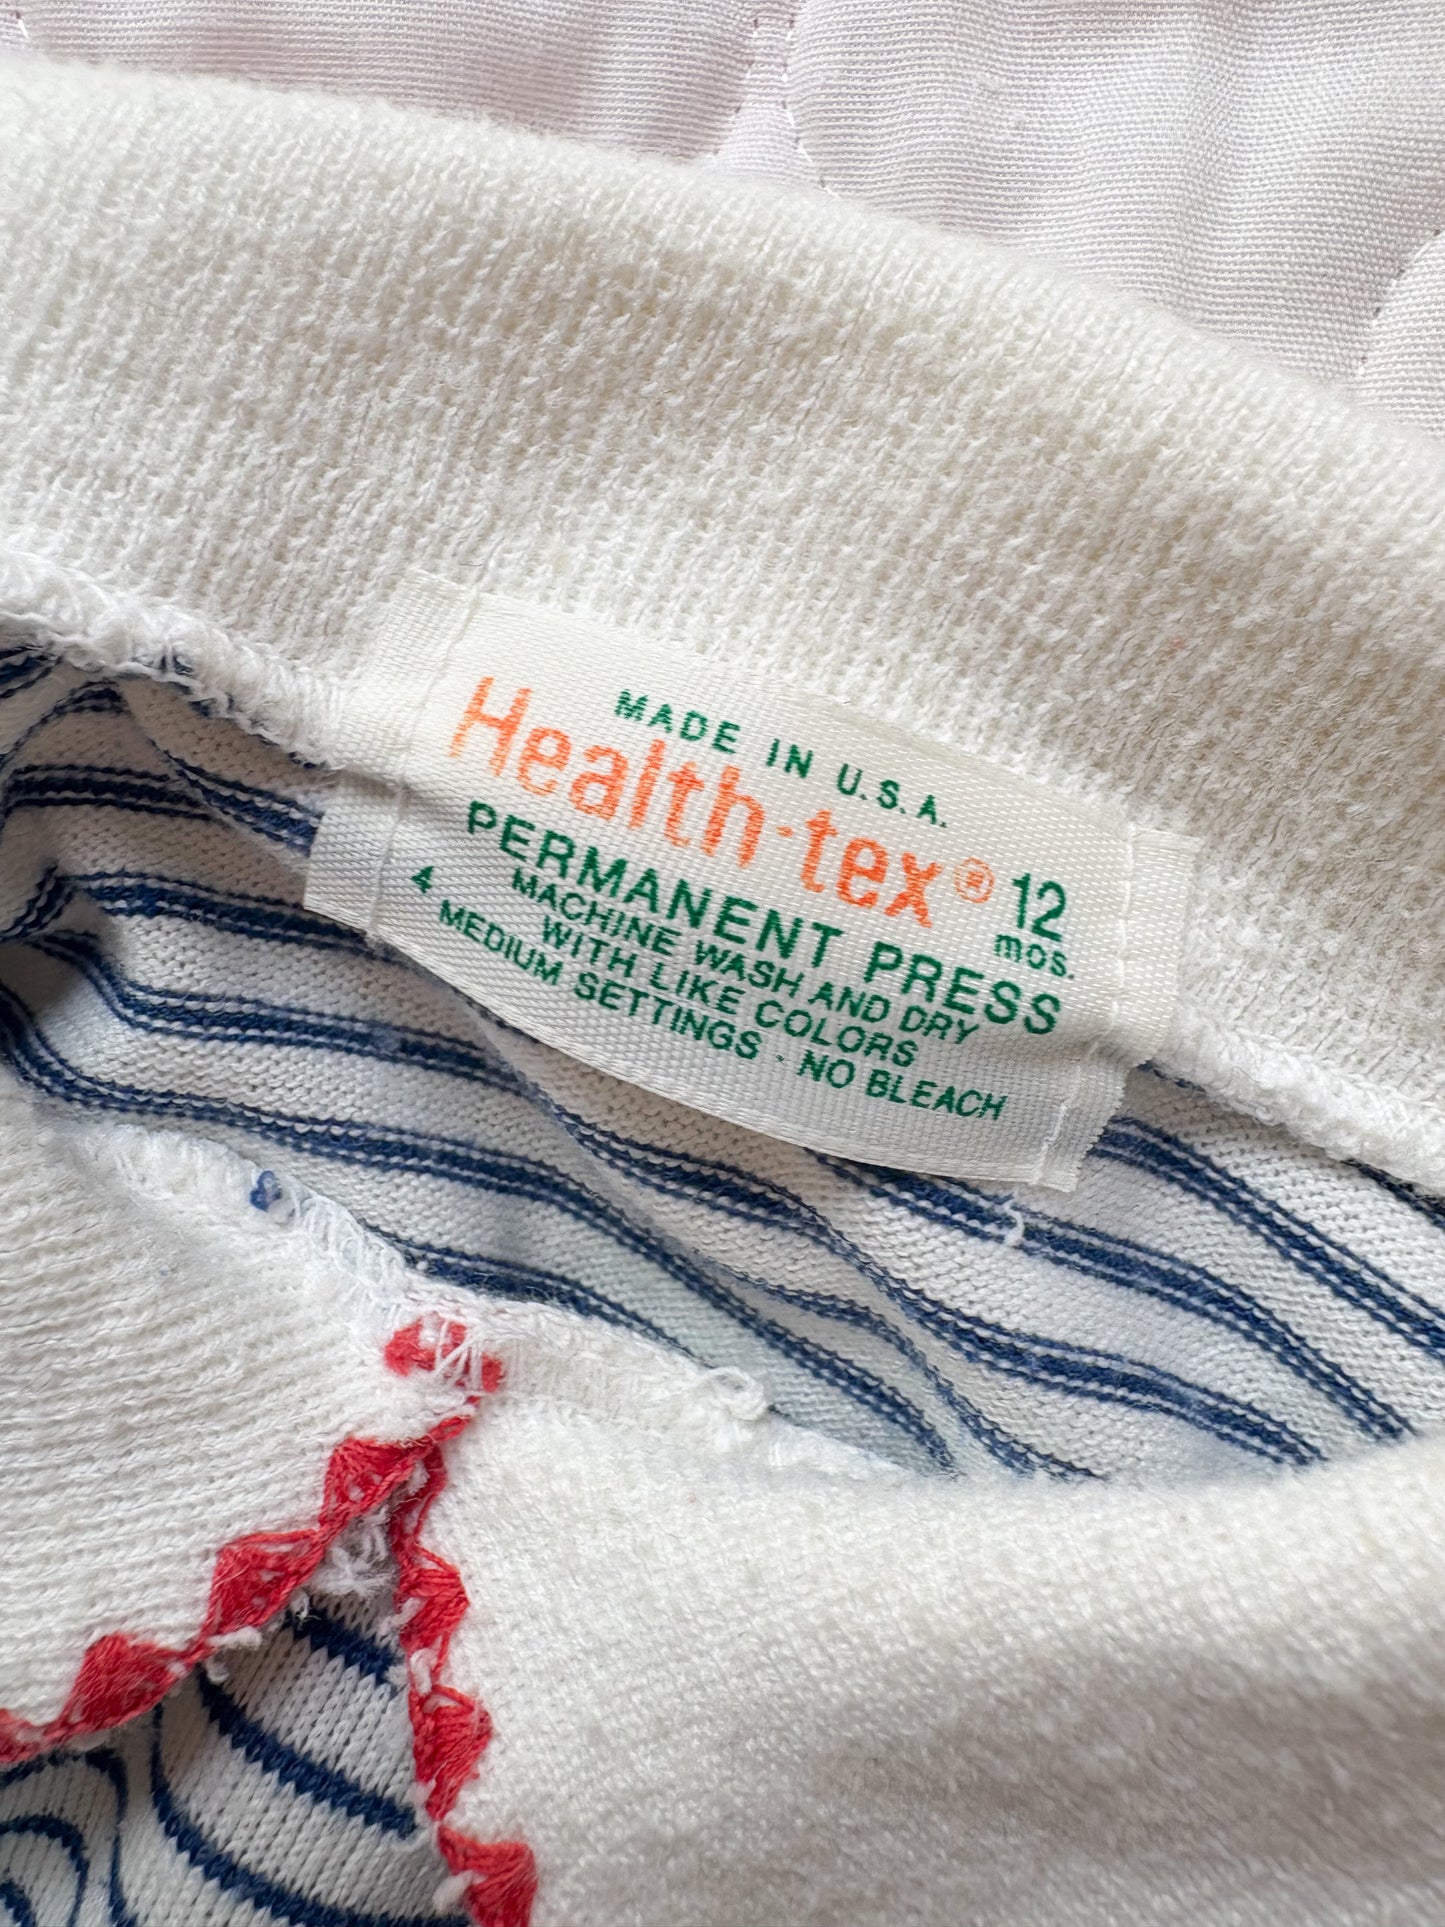 MADE IN U.S.A.
Health-tex® 12 mos.
PERMANENT PRESS
MACHINE WASH AND DRY
WITH LIKE COLORS
4 MEDIUM SETTINGS · NO BLEACH